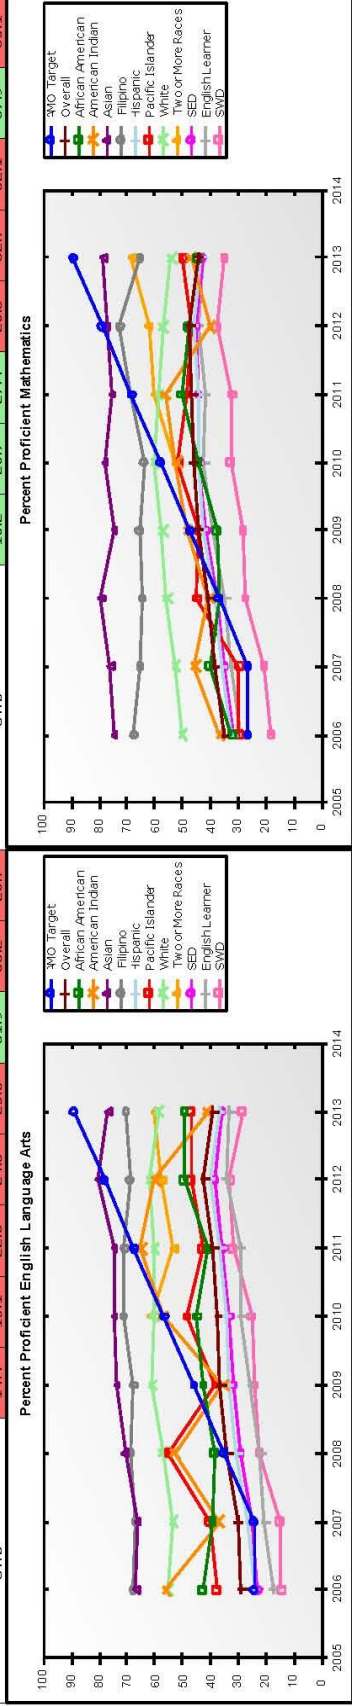 Percent Proficient English Language Arts
100
90
80
70
60
50
40
30
20
10
0
2005 2006 2007 2008 2009 2010 2011 2012 2013 2014
MO Target
Overall
African American
American Indian
Asian
Filipino
Hispanic
Pacific Islander
White
Two or More Races
SED
English Learner
SWD
Percent Proficient Mathematics
100
90
80
70
60
50
40
30
20
10
0
2005 2006 2007 2008 2009 2010 2011 2012 2013 2014
MO Target
Overall
African American
American Indian
Asian
Filipino
Hispanic
Pacific Islander
White
Two or More Races
SED
English Learner
SWD